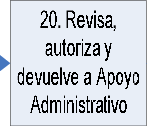 20. Revisa,
autoriza y
devuelve a Apoyo
Administrativo